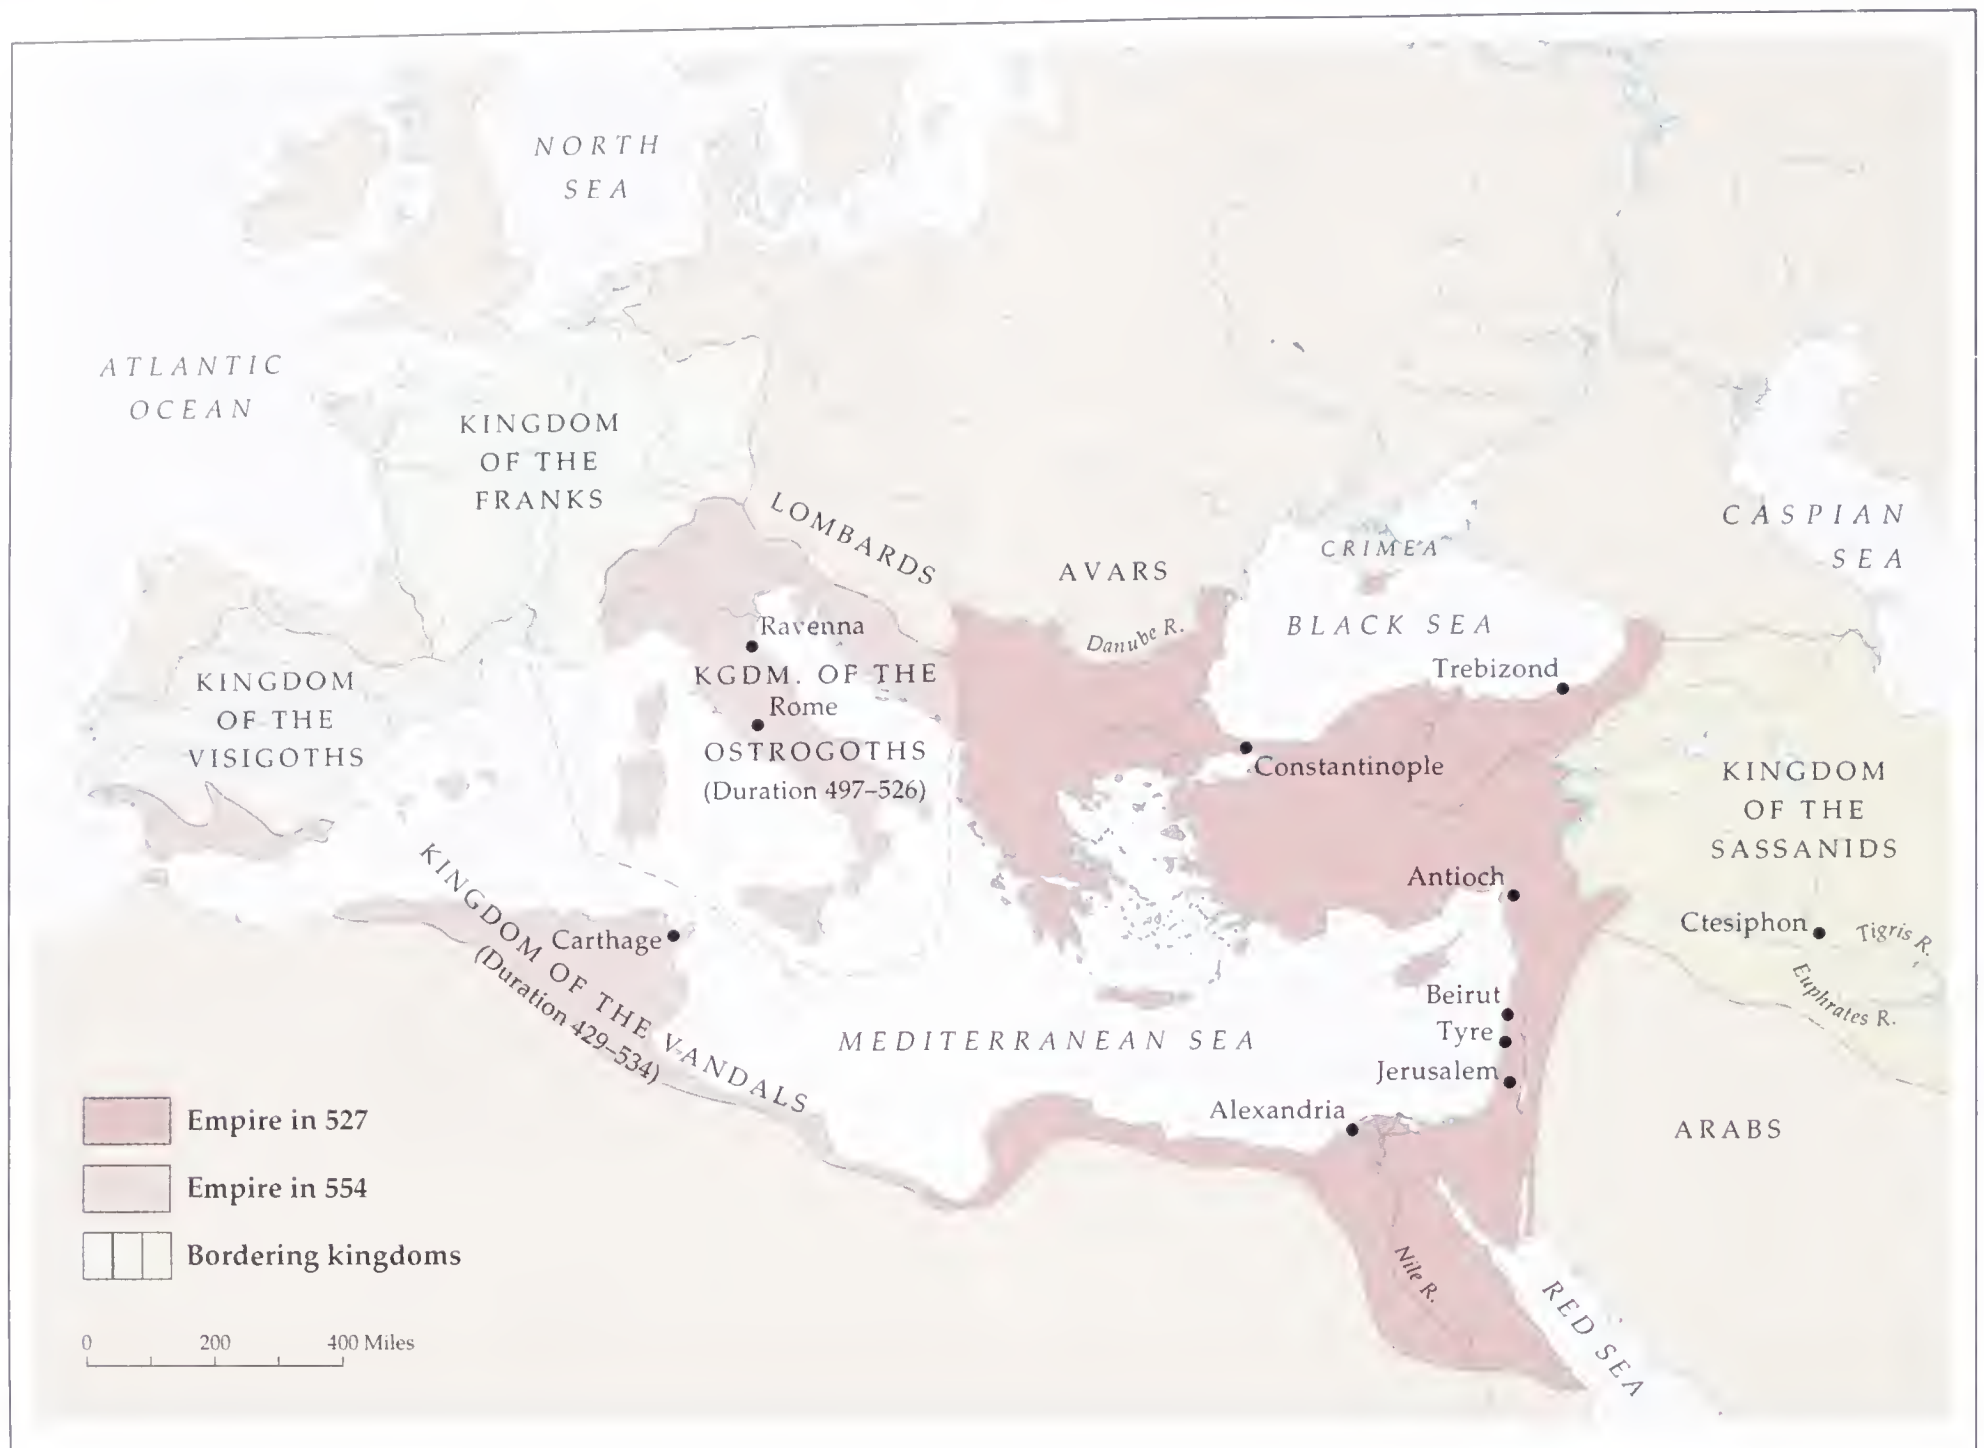 NORTH
SEA
ATLANTIC
OCEAN
KINGDOM
OF THE
FRANKS
LOMBARDS
AVARS
CRIMEA
CASPIAN
SEA
Danube R.
BLACK SEA
Ravenna
KGDM. OF THE
Rome
OSTROGOTHS
(Duration 497–526)
Trebizond
KINGDOM
OF THE
VISIGOTHS
Constantinople
KINGDOM
OF THE
SASSANIDS
Antioch
KINGDOM OF THE VANDALS
(Duration 429–534)
Carthage
Ctesiphon
Tigris R.
Euphrates R.
Beirut
Tyre
MEDITERRANEAN SEA
Jerusalem
Alexandria
ARABS
Nile R.
RED SEA
Empire in 527
Empire in 554
Bordering kingdoms
0 200 400 Miles